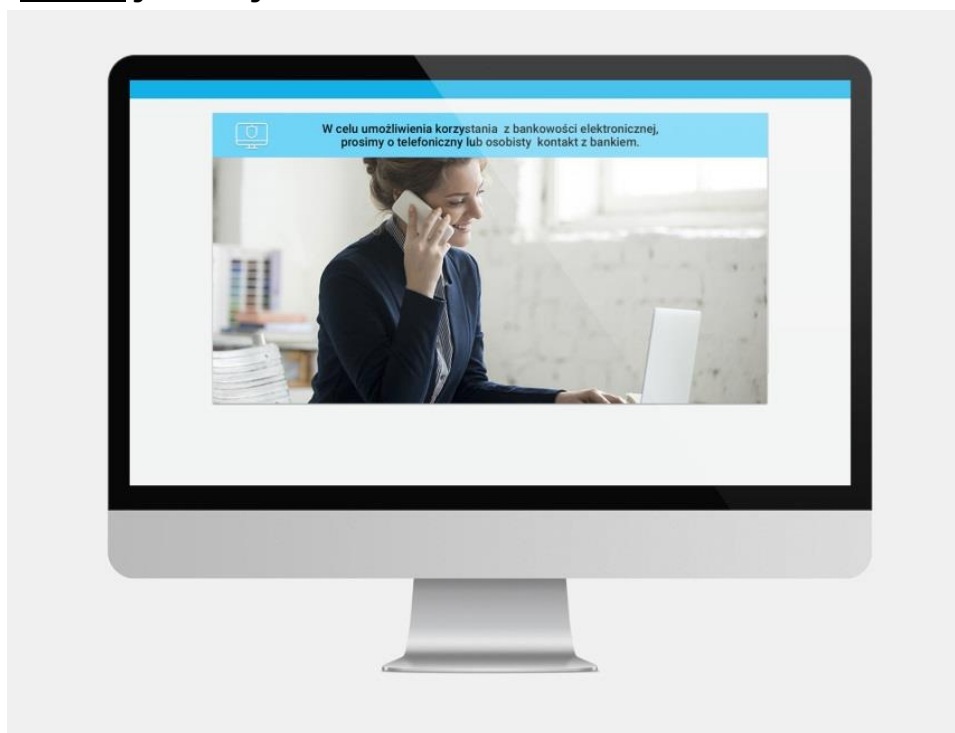 W celu umożliwienia korzystania z bankowości elektronicznej,
prosimy o telefoniczny lub osobisty kontakt z bankiem.